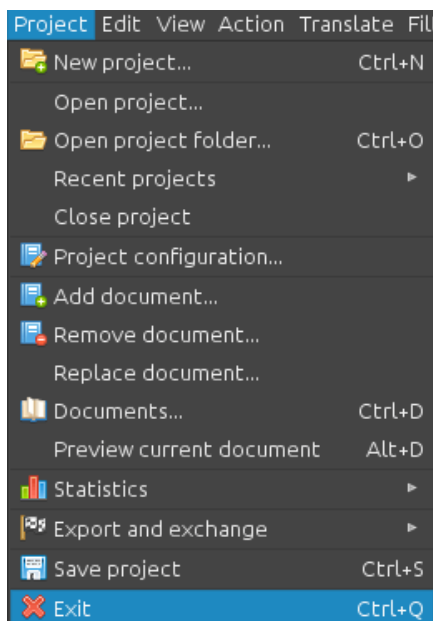 Project Edit View Action Translate
New project... Ctrl+N
Open project...
Open project folder... Ctrl+O
Recent projects
Close project
Project configuration...
Add document...
Remove document...
Replace document...
Documents... Ctrl+D
Preview current document Alt+D
Statistics
Export and exchange
Save project Ctrl+S
Exit Ctrl+Q